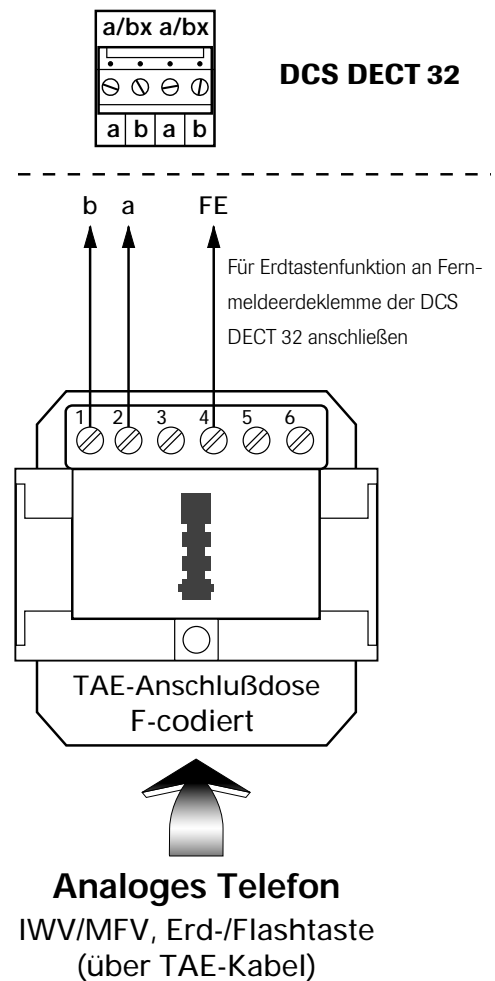 a/bx a/bx
DCS DECT 32
a b a b
b a FE
Für Erdtastenfunktion an Fern-
meldeerdeklemme der DCS
DECT 32 anschließen
1 2 3 4 5 6
TAE-Anschlußdose
F-codiert
Analoges Telefon
IWV/MFV, Erd-/Flashtaste
(über TAE-Kabel)